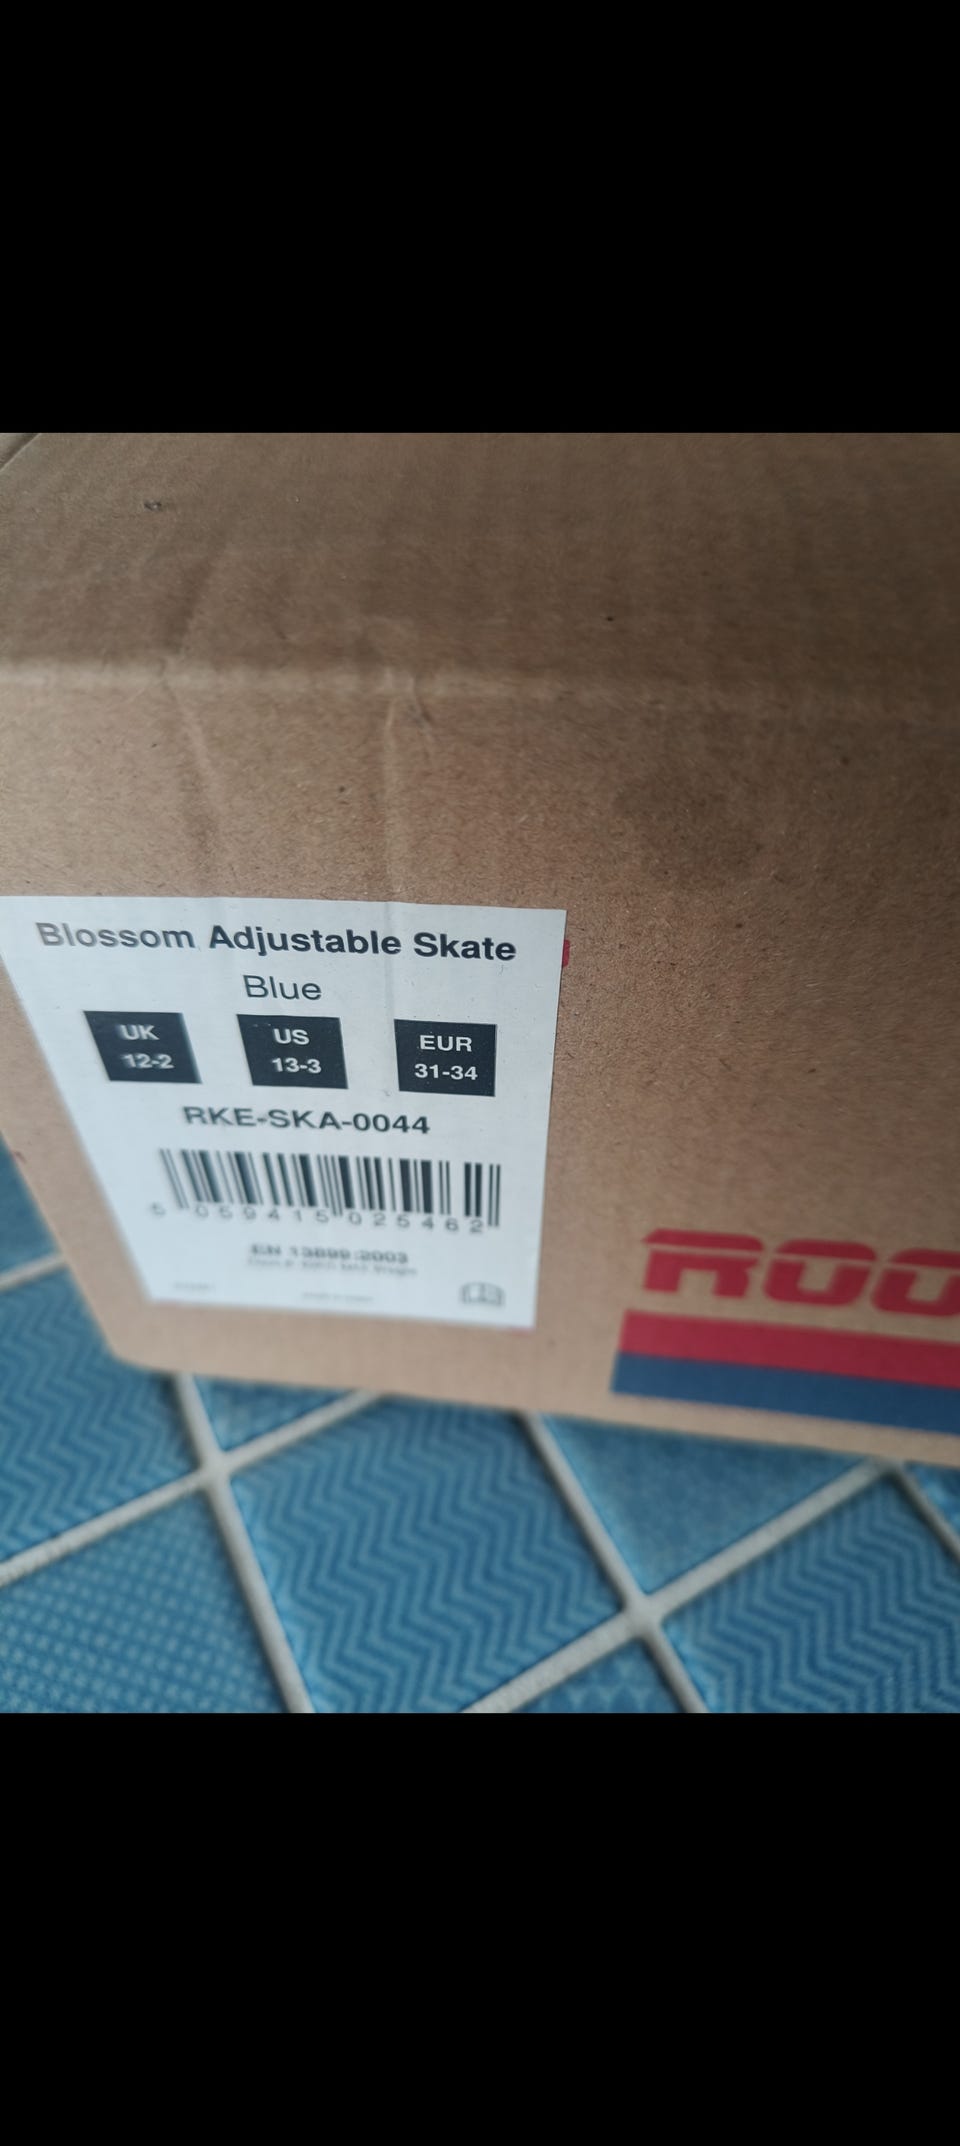 Blossom Adjustable Skate
Blue
UK
12-2
US
13-3
EUR
31-34
RKE-SKA-0044
5 059415 025462
EN 13899:2003
ROO